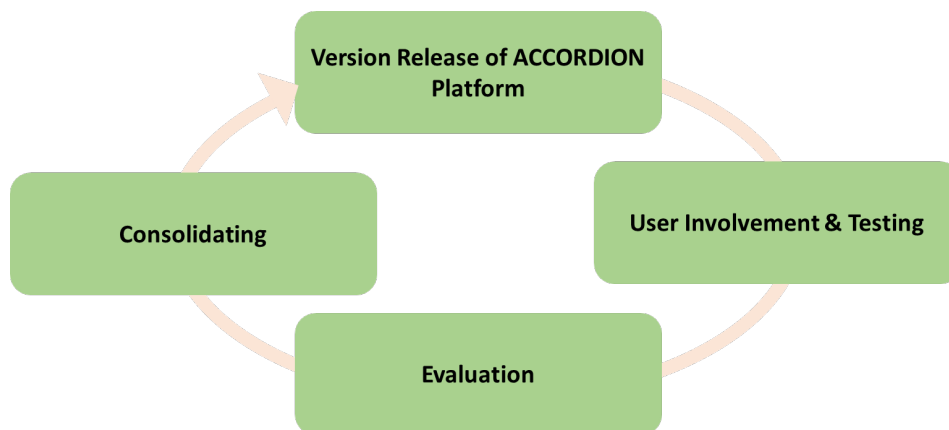 Version Release of ACCORDION
Platform
User Involvement & Testing
Consolidating
Evaluation